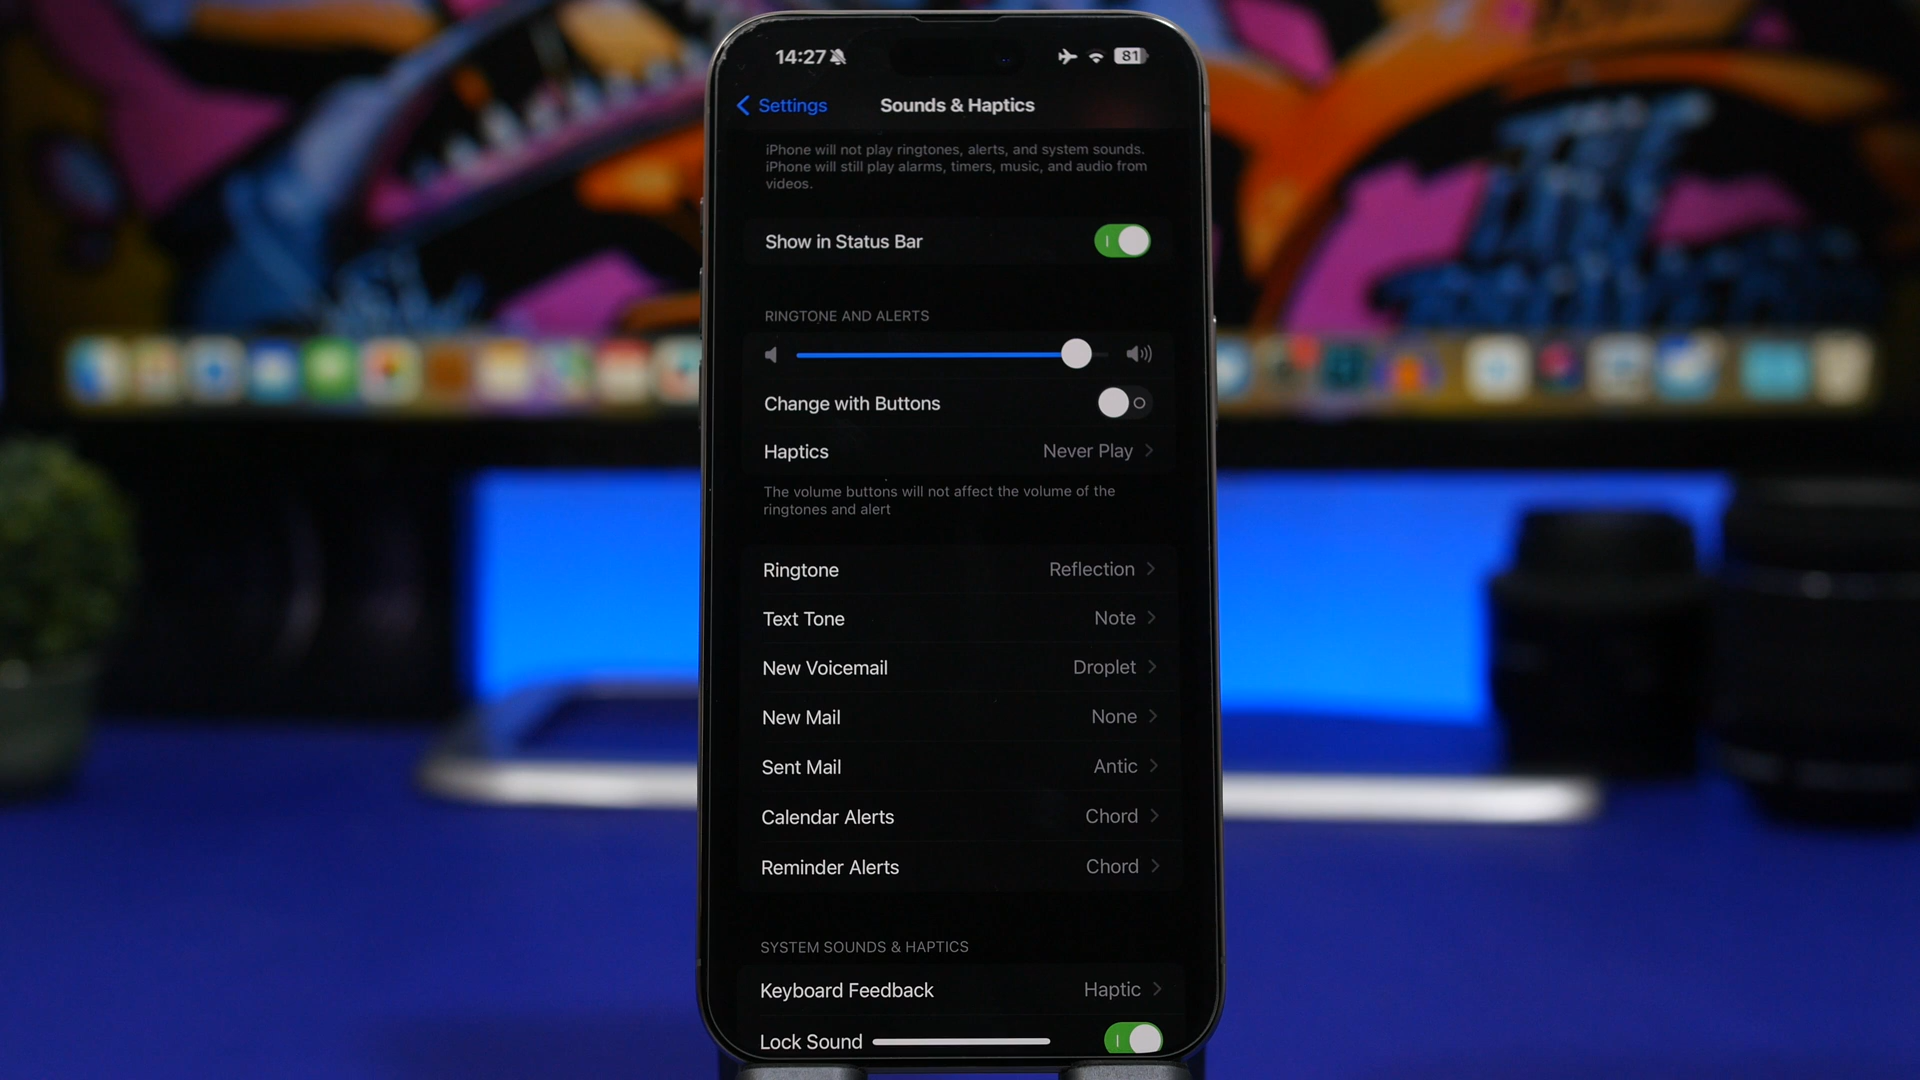 14:27
81
Settings
Sounds & Haptics
iPhone will not play ringtones, alerts, and system sounds.
iPhone will still play alarms, timers, music, and audio from
videos.
Show in Status Bar
RINGTONE AND ALERTS
Change with Buttons
Haptics Never Play
The volume buttons will not affect the volume of the
ringtones and alert
Ringtone Reflection
Text Tone Note
New Voicemail Droplet
New Mail None
Sent Mail Antic
Calendar Alerts Chord
Reminder Alerts Chord
SYSTEM SOUNDS & HAPTICS
Keyboard Feedback Haptic
Lock Sound